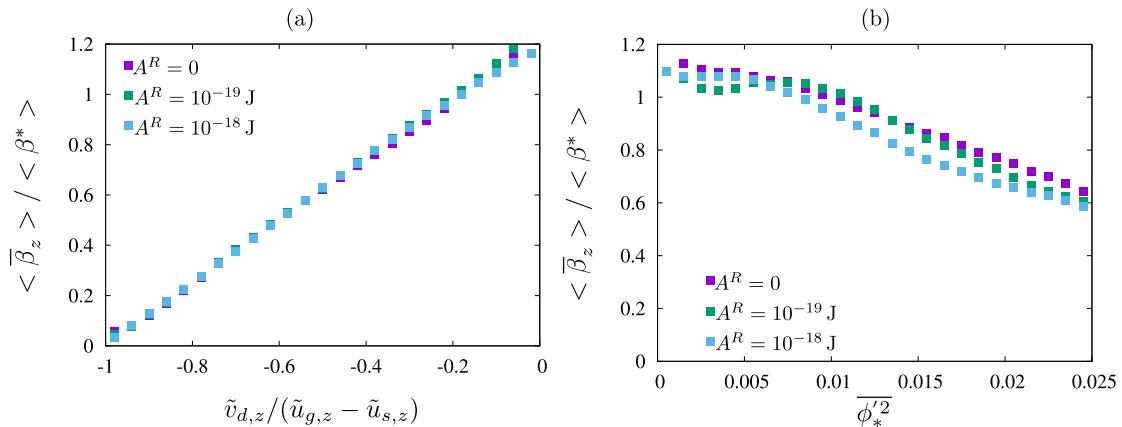 (a)
< β̅_z > / < β* >
1.2
1
0.8
0.6
0.4
0.2
0
A^R = 0
A^R = 10^−19 J
A^R = 10^−18 J
-1 -0.8 -0.6 -0.4 -0.2 0
ṽ_{d,z}/(ũ_{g,z} − ũ_{s,z})
(b)
< β̅_z > / < β* >
1.2
1
0.8
0.6
0.4
0.2
0
A^R = 0
A^R = 10^−19 J
A^R = 10^−18 J
0 0.005 0.01 0.015 0.02 0.025
\overline{ϕ_*^{'2}}